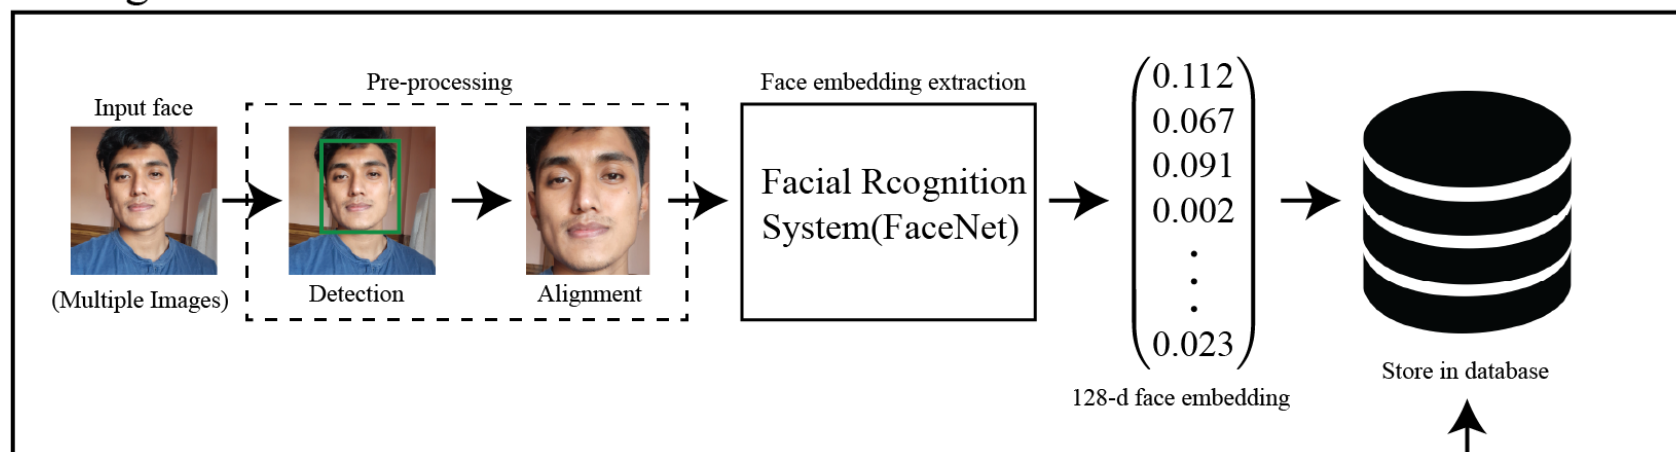 Pre-processing
Face embedding extraction
Input face
(Multiple Images)
Detection
Alignment
Facial Rcognition
System(FaceNet)
0.112
0.067
0.091
0.002
.
.
.
0.023
128-d face embedding
Store in database